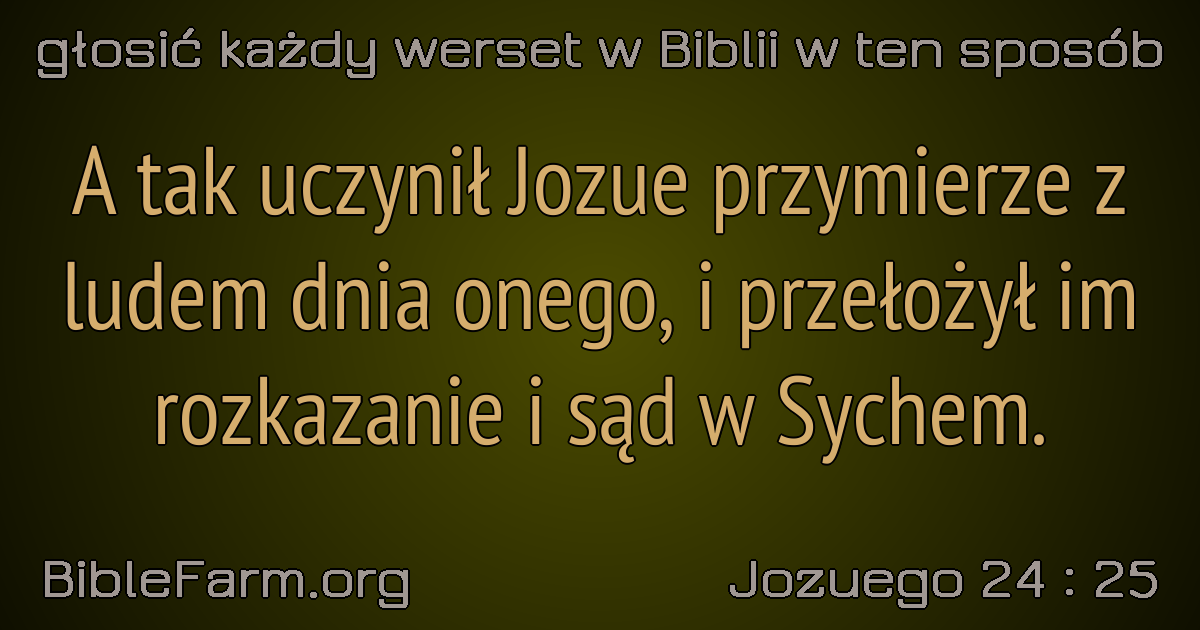 głosić każdy werset w Biblii w ten sposób
A tak uczynił Jozue przymierze z
ludem dnia onego, i przełożył im
rozkazanie i sąd w Sychem.
BibleFarm.org
Jozuego 24 : 25